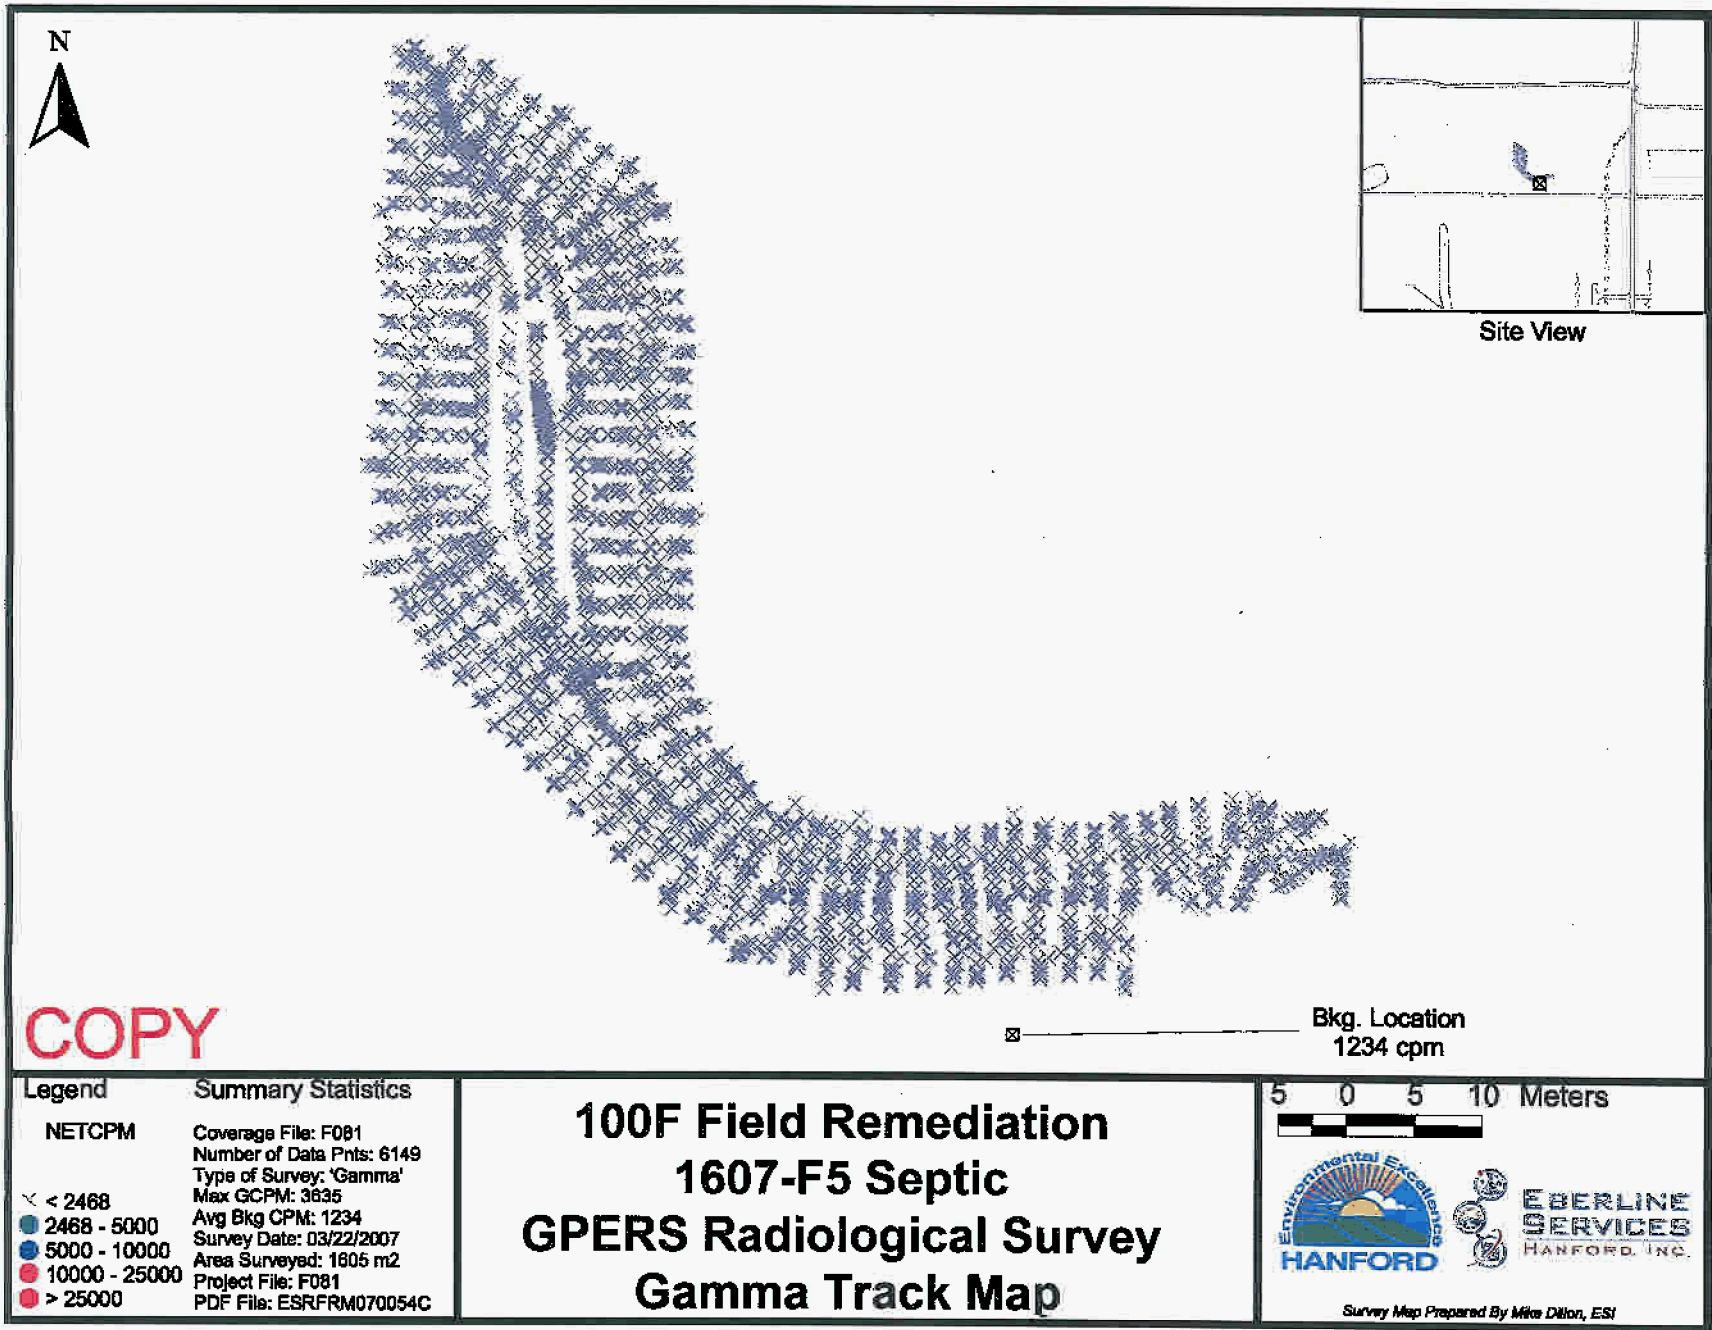 N
Site View
COPY
Bkg. Location
1234 cpm
Legend
NETCPM
< 2468
2468 - 5000
5000 - 10000
10000 - 25000
> 25000
Summary Statistics
Coverage File: F081
Number of Data Pnts: 6149
Type of Survey: 'Gamma'
Max GCPM: 3635
Avg Bkg CPM: 1234
Survey Date: 03/22/2007
Area Surveyed: 1605 m2
Project File: F081
PDF File: ESRFRM070054C
100F Field Remediation
1607-F5 Septic
GPERS Radiological Survey
Gamma Track Map
5 0 5 10 Meters
Environmental Excellence
HANFORD
EBERLINE
SERVICES
HANFORD, INC.
Survey Map Prepared By Mike Dillon, ESI